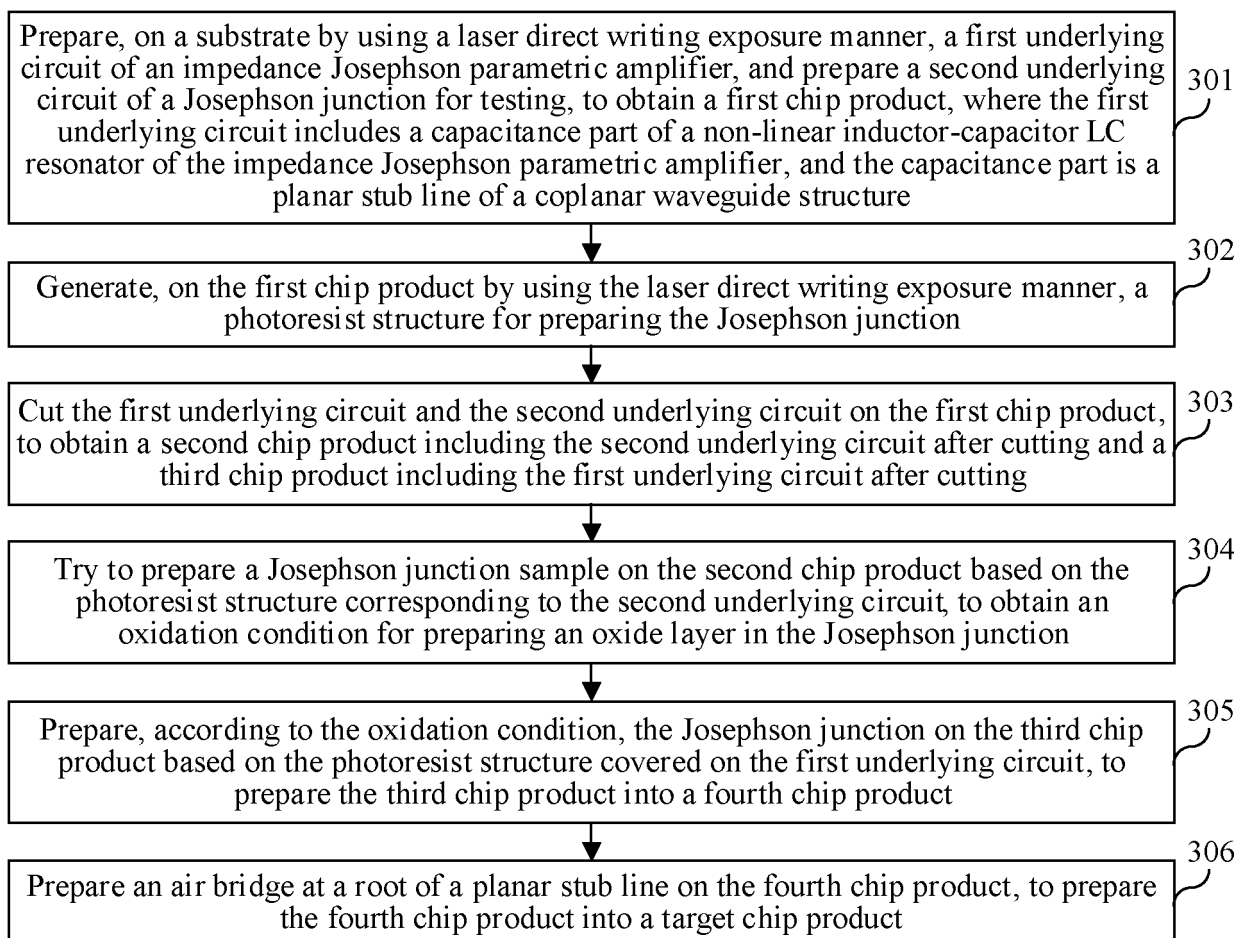 Prepare, on a substrate by using a laser direct writing exposure manner, a first underlying
circuit of an impedance Josephson parametric amplifier, and prepare a second underlying
circuit of a Josephson junction for testing, to obtain a first chip product, where the first
underlying circuit includes a capacitance part of a non-linear inductor-capacitor LC
resonator of the impedance Josephson parametric amplifier, and the capacitance part is a
planar stub line of a coplanar waveguide structure
301
302
Generate, on the first chip product by using the laser direct writing exposure manner, a
photoresist structure for preparing the Josephson junction
303
Cut the first underlying circuit and the second underlying circuit on the first chip product,
to obtain a second chip product including the second underlying circuit after cutting and a
third chip product including the first underlying circuit after cutting
304
Try to prepare a Josephson junction sample on the second chip product based on the
photoresist structure corresponding to the second underlying circuit, to obtain an
oxidation condition for preparing an oxide layer in the Josephson junction
305
Prepare, according to the oxidation condition, the Josephson junction on the third chip
product based on the photoresist structure covered on the first underlying circuit, to
prepare the third chip product into a fourth chip product
306
Prepare an air bridge at a root of a planar stub line on the fourth chip product, to prepare
the fourth chip product into a target chip product